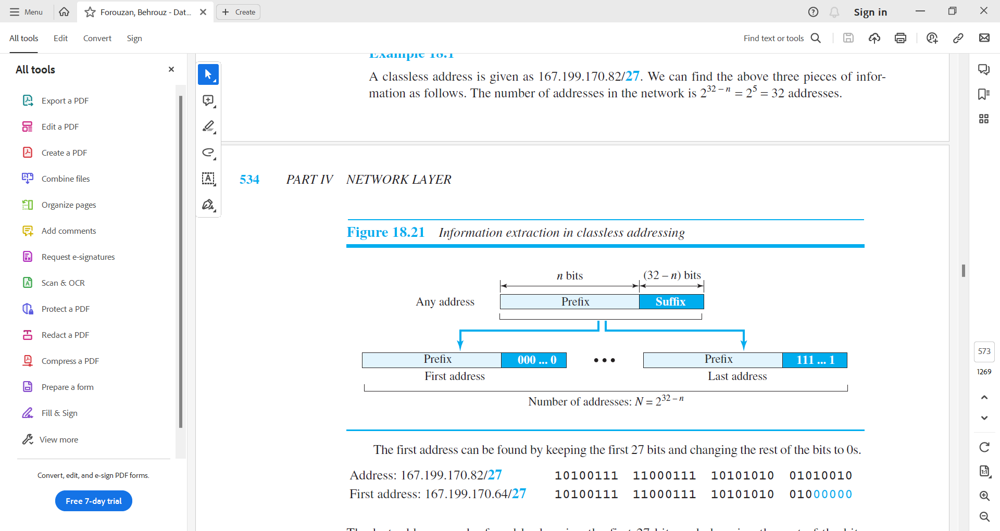 Menu
Forouzan, Behrouz - Dat...
Create
Sign in
All tools
Edit
Convert
Sign
Find text or tools
All tools
Export a PDF
Edit a PDF
Create a PDF
Combine files
Organize pages
Add comments
Request e-signatures
Scan & OCR
Protect a PDF
Redact a PDF
Compress a PDF
Prepare a form
Fill & Sign
View more
Convert, edit, and e-sign PDF forms.
Free 7-day trial
Example 18.1
A classless address is given as 167.199.170.82/27. We can find the above three pieces of infor-
mation as follows. The number of addresses in the network is 2^32 – n = 2^5 = 32 addresses.
534 PART IV NETWORK LAYER
Figure 18.21 Information extraction in classless addressing
n bits (32 – n) bits
Any address Prefix Suffix
Prefix 000 ... 0 ••• Prefix 111 ... 1
First address Last address
Number of addresses: N = 2^32 – n
The first address can be found by keeping the first 27 bits and changing the rest of the bits to 0s.
Address: 167.199.170.82/27 10100111 11000111 10101010 01010010
First address: 167.199.170.64/27 10100111 11000111 10101010 01000000
573
1269